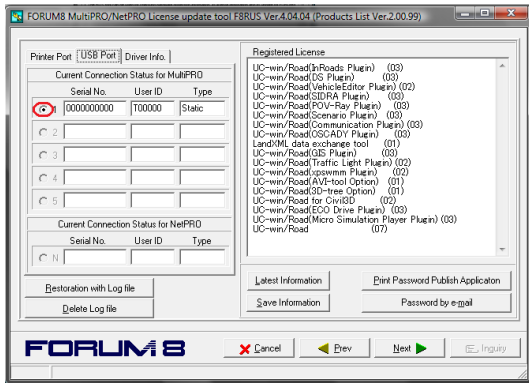 FORUM8 MultiPRO/NetPRO License update tool F8RUS Ver.4.04.04 (Products List Ver.2.00.99)
Printer Port
USB Port
Driver Info.
Current Connection Status for MultiPRO
Serial No. User ID Type
1 0000000000 T00000 Static
2
3
4
5
Current Connection Status for NetPRO
Serial No. User ID Type
N
Restoration with Log file
Delete Log file
Registered License
UC-win/Road(InRoads Plugin) (03)
UC-win/Road(DS Plugin) (03)
UC-win/Road(VehicleEditor Plugin) (02)
UC-win/Road(SIDRA Plugin) (03)
UC-win/Road(POV-Ray Plugin) (03)
UC-win/Road(Scenario Plugin) (03)
UC-win/Road(Communication Plugin) (03)
UC-win/Road(OSCADY Plugin) (03)
LandXML data exchange tool (01)
UC-win/Road(GIS Plugin) (03)
UC-win/Road(Traffic Light Plugin) (02)
UC-win/Road(xpswmm Plugin) (02)
UC-win/Road(AVI-tool Option) (01)
UC-win/Road(3D-tree Option) (01)
UC-win/Road for Civil3D (02)
UC-win/Road(ECO Drive Plugin) (03)
UC-win/Road(Micro Simulation Player Plugin) (03)
UC-win/Road (07)
Latest Information
Print Password Publish Applicaton
Save Information
Password by e-mail
FORUM 8
Cancel
Prev
Next
Inquiry